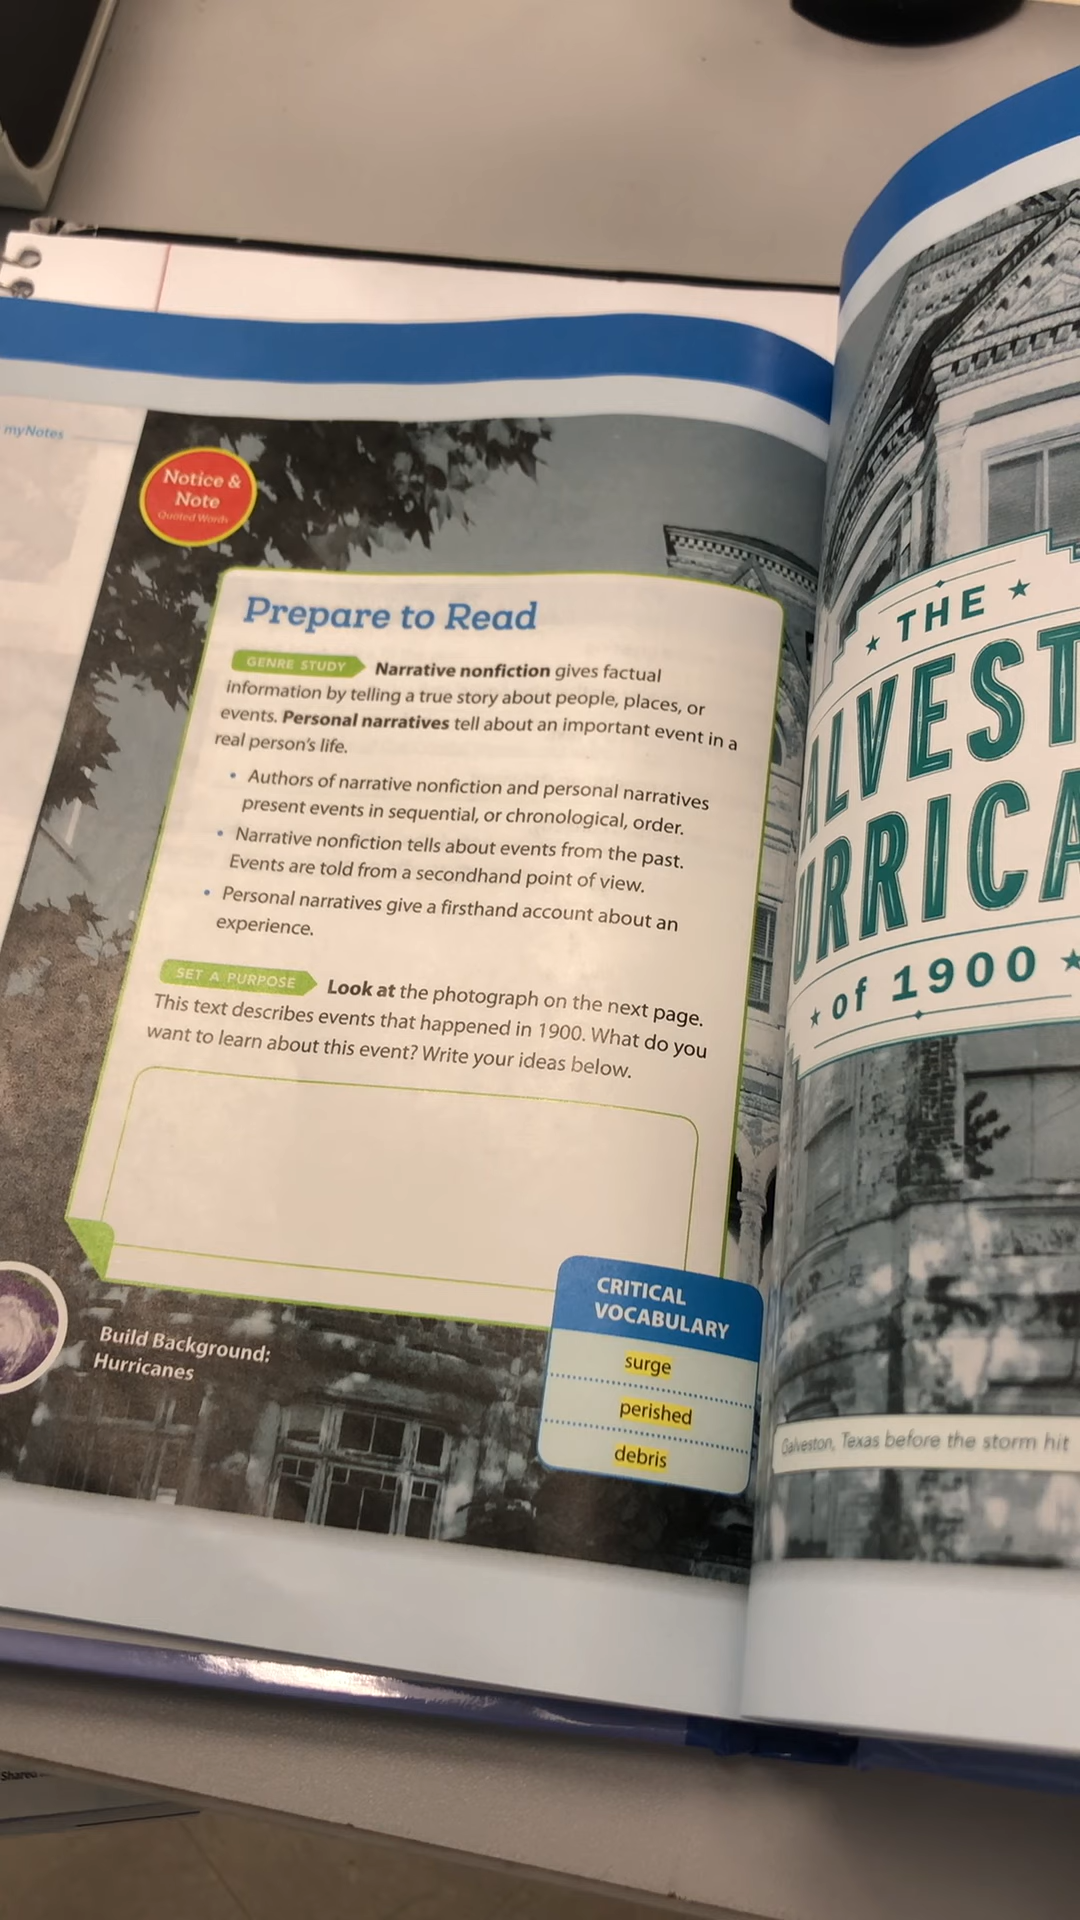 myNotes
Notice &
Note
Quoted Words
Prepare to Read
GENRE STUDY Narrative nonfiction gives factual
information by telling a true story about people, places, or
events. Personal narratives tell about an important event in a
real person's life.
• Authors of narrative nonfiction and personal narratives
present events in sequential, or chronological, order.
• Narrative nonfiction tells about events from the past.
Events are told from a secondhand point of view.
• Personal narratives give a firsthand account about an
experience.
SET A PURPOSE Look at the photograph on the next page.
This text describes events that happened in 1900. What do you
want to learn about this event? Write your ideas below.
CRITICAL
VOCABULARY
surge
perished
debris
Build Background:
Hurricanes
THE
ALVEST
URRICA
of 1900
Galveston, Texas before the storm hit
Shared